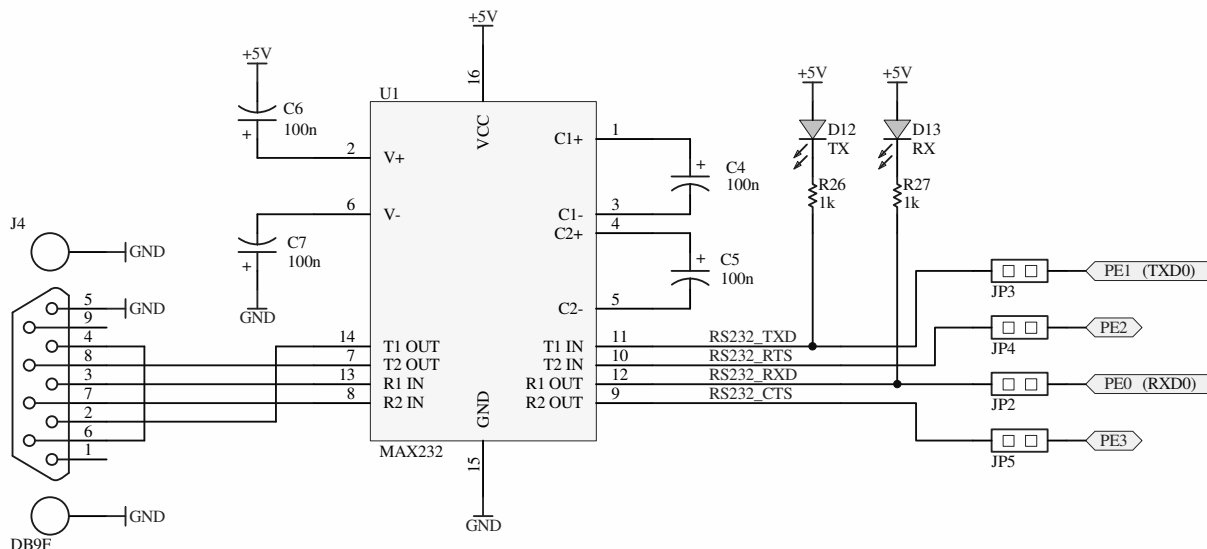 +5V
+5V
+5V
+5V
C6
100n
+
U1
16
VCC
2
V+
1
C1+
+
C4
100n
D12
TX
D13
RX
R26
1k
R27
1k
6
V-
3
C1-
4
C2+
C7
100n
+
GND
+
C5
100n
5
C2-
J4
GND
GND
5
9
4
8
3
7
2
6
1
14
T1 OUT
7
T2 OUT
13
R1 IN
8
R2 IN
11
T1 IN
RS232_TXD
10
T2 IN
RS232_RTS
12
R1 OUT
RS232_RXD
9
R2 OUT
RS232_CTS
GND
MAX232
15
GND
JP3
PE1 (TXD0)
JP4
PE2
JP2
PE0 (RXD0)
JP5
PE3
GND
DB9F